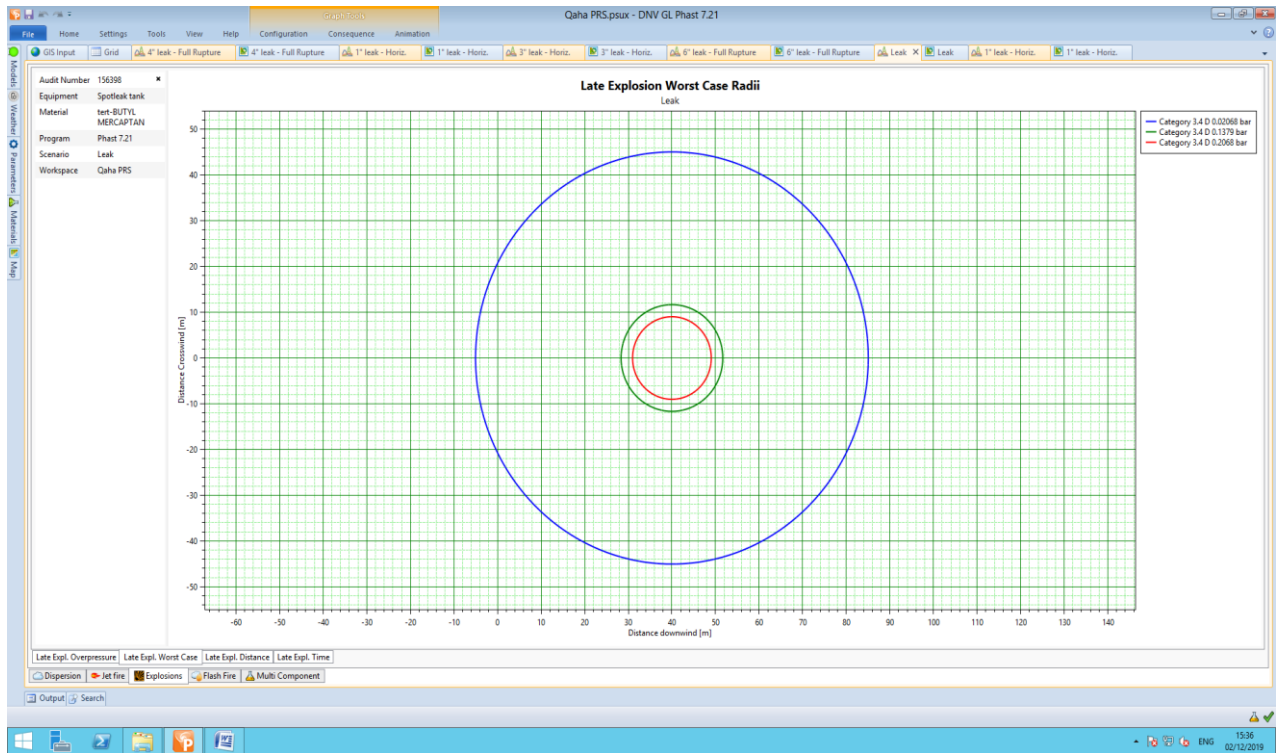 Graph Tools
Qaha PRS.psux - DNV GL Phast 7.21
File Home Settings Tools View Help Configuration Consequence Animation
GIS Input Grid 4" leak - Full Rupture 4" leak - Full Rupture 1" leak - Horiz. 1" leak - Horiz. 3" leak - Horiz. 3" leak - Horiz. 6" leak - Full Rupture 6" leak - Full Rupture Leak X Leak 1" leak - Horiz. 1" leak - Horiz.
Models Weather Parameters Materials Map
Audit Number 156398
Equipment Spotleak tank
Material tert-BUTYL
MERCAPTAN
Program Phast 7.21
Scenario Leak
Workspace Qaha PRS
Late Explosion Worst Case Radii
Leak
Category 3.4 D 0.02068 bar
Category 3.4 D 0.1379 bar
Category 3.4 D 0.2068 bar
Distance Crosswind [m]
50
40
30
20
10
0
-10
-20
-30
-40
-50
-60 -50 -40 -30 -20 -10 0 10 20 30 40 50 60 70 80 90 100 110 120 130 140
Distance downwind [m]
Late Expl. Overpressure Late Expl. Worst Case Late Expl. Distance Late Expl. Time
Dispersion Jet fire Explosions Flash Fire Multi Component
Output Search
ENG
15:36
02/12/2019